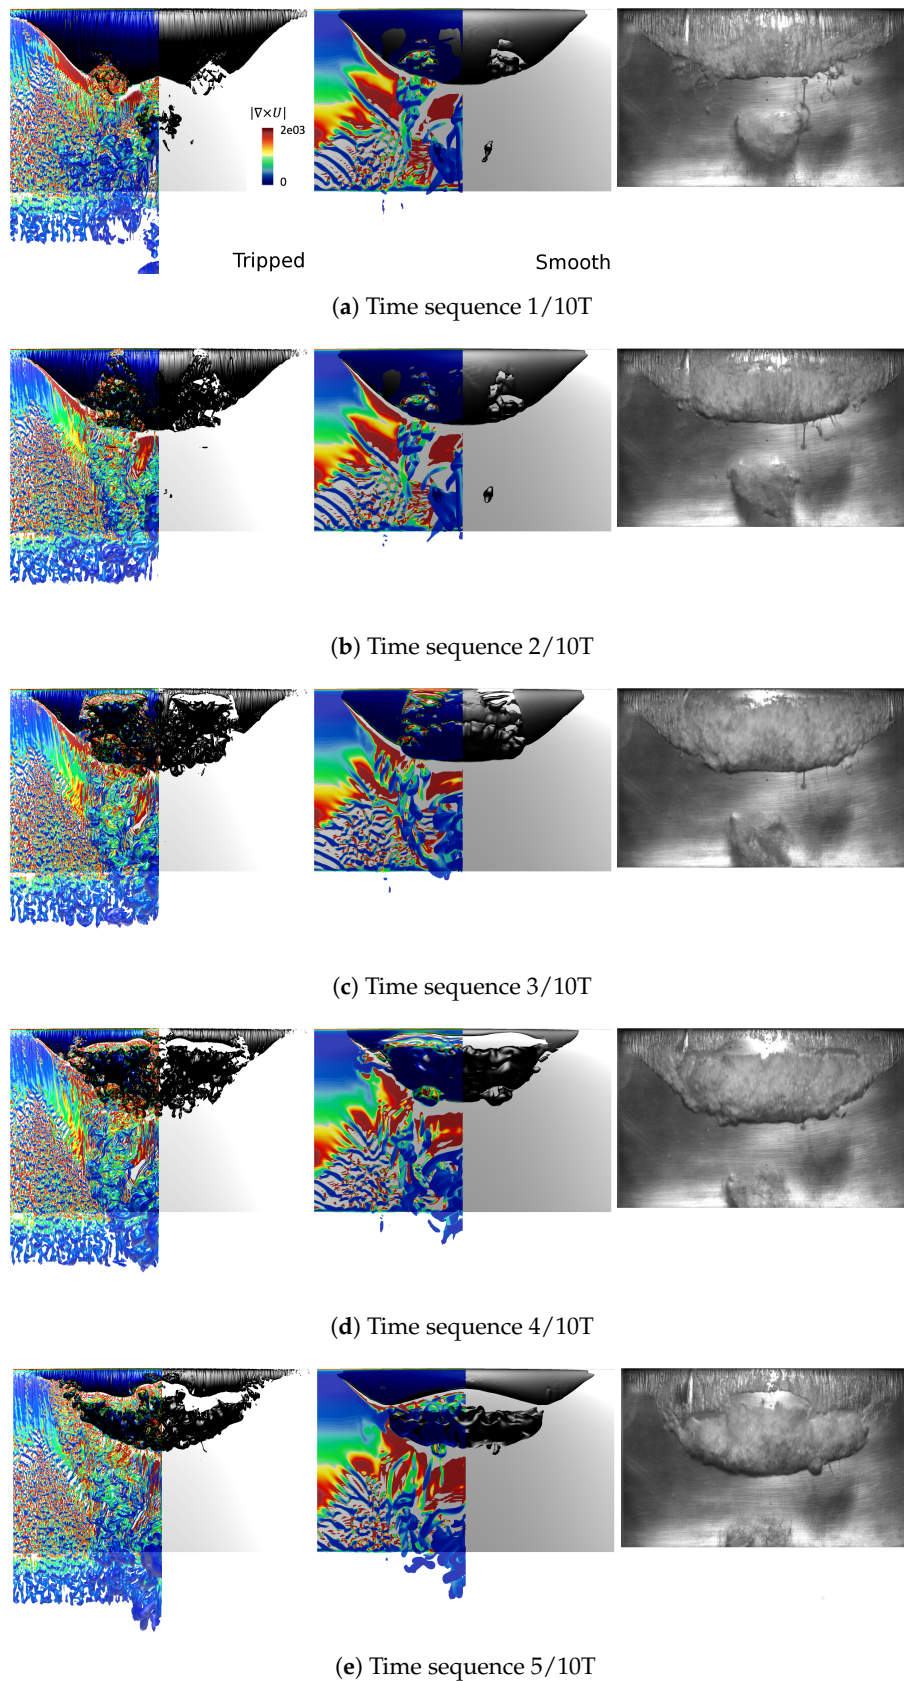 |∇×U|
2e03
0
Tripped
Smooth
(a) Time sequence 1/10T
(b) Time sequence 2/10T
(c) Time sequence 3/10T
(d) Time sequence 4/10T
(e) Time sequence 5/10T